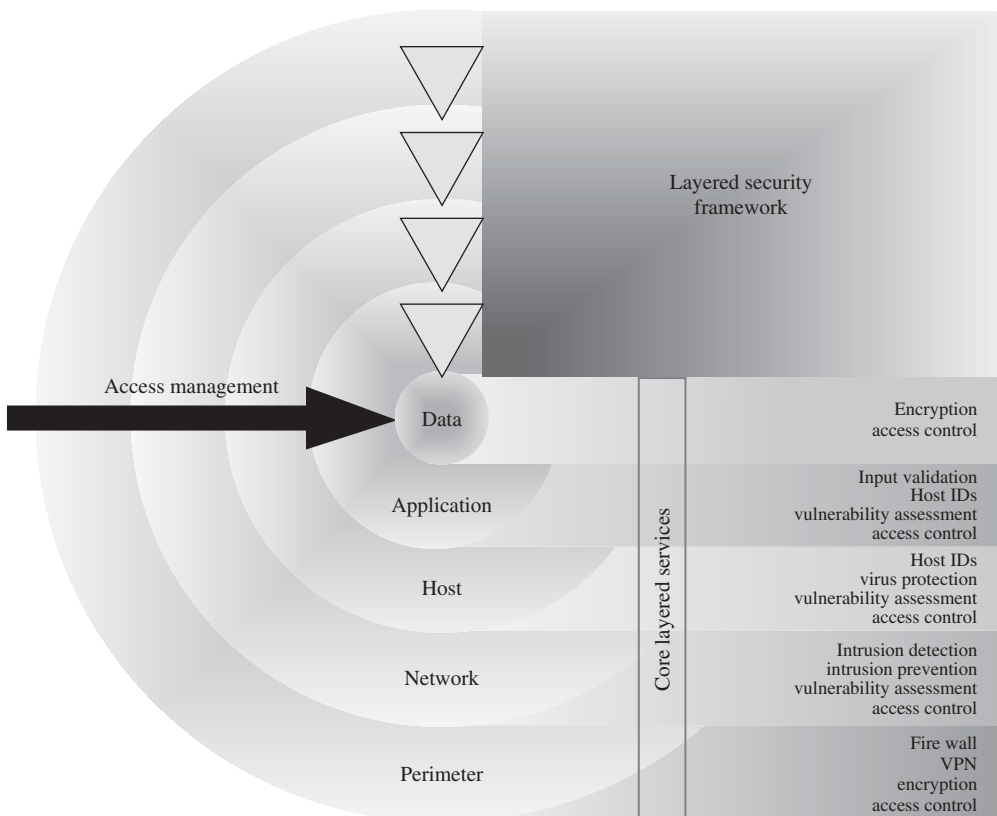 Layered security
framework
Access management
Data
Encryption
access control
Application
Input validation
Host IDs
vulnerability assessment
access control
Host
Host IDs
virus protection
vulnerability assessment
access control
Core layered services
Network
Intrusion detection
intrusion prevention
vulnerability assessment
access control
Perimeter
Fire wall
VPN
encryption
access control